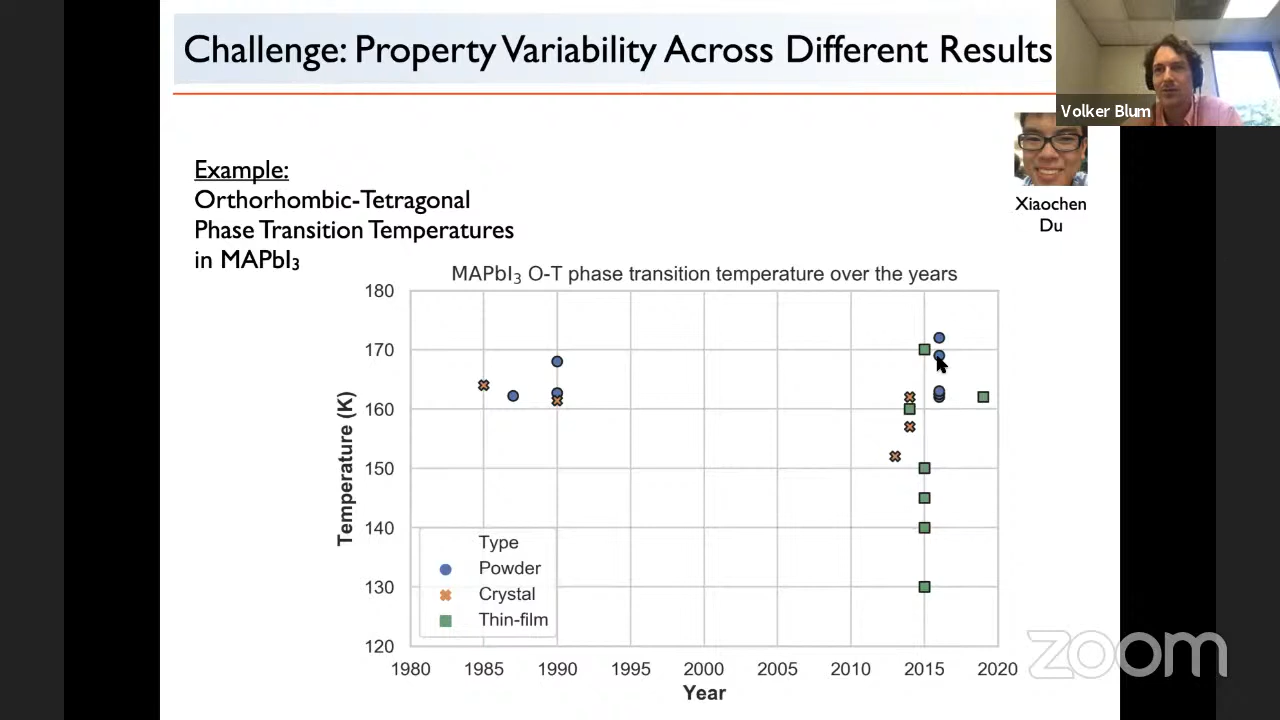 Challenge: Property Variability Across Different Results
Volker Blum
Example:
Orthorhombic-Tetragonal
Phase Transition Temperatures
in MAPbI3
Xiaochen
Du
MAPbI3 O-T phase transition temperature over the years
180
170
160
150
140
130
120
Temperature (K)
Type
Powder
Crystal
Thin-film
1980 1985 1990 1995 2000 2005 2010 2015 2020
Year
zoom